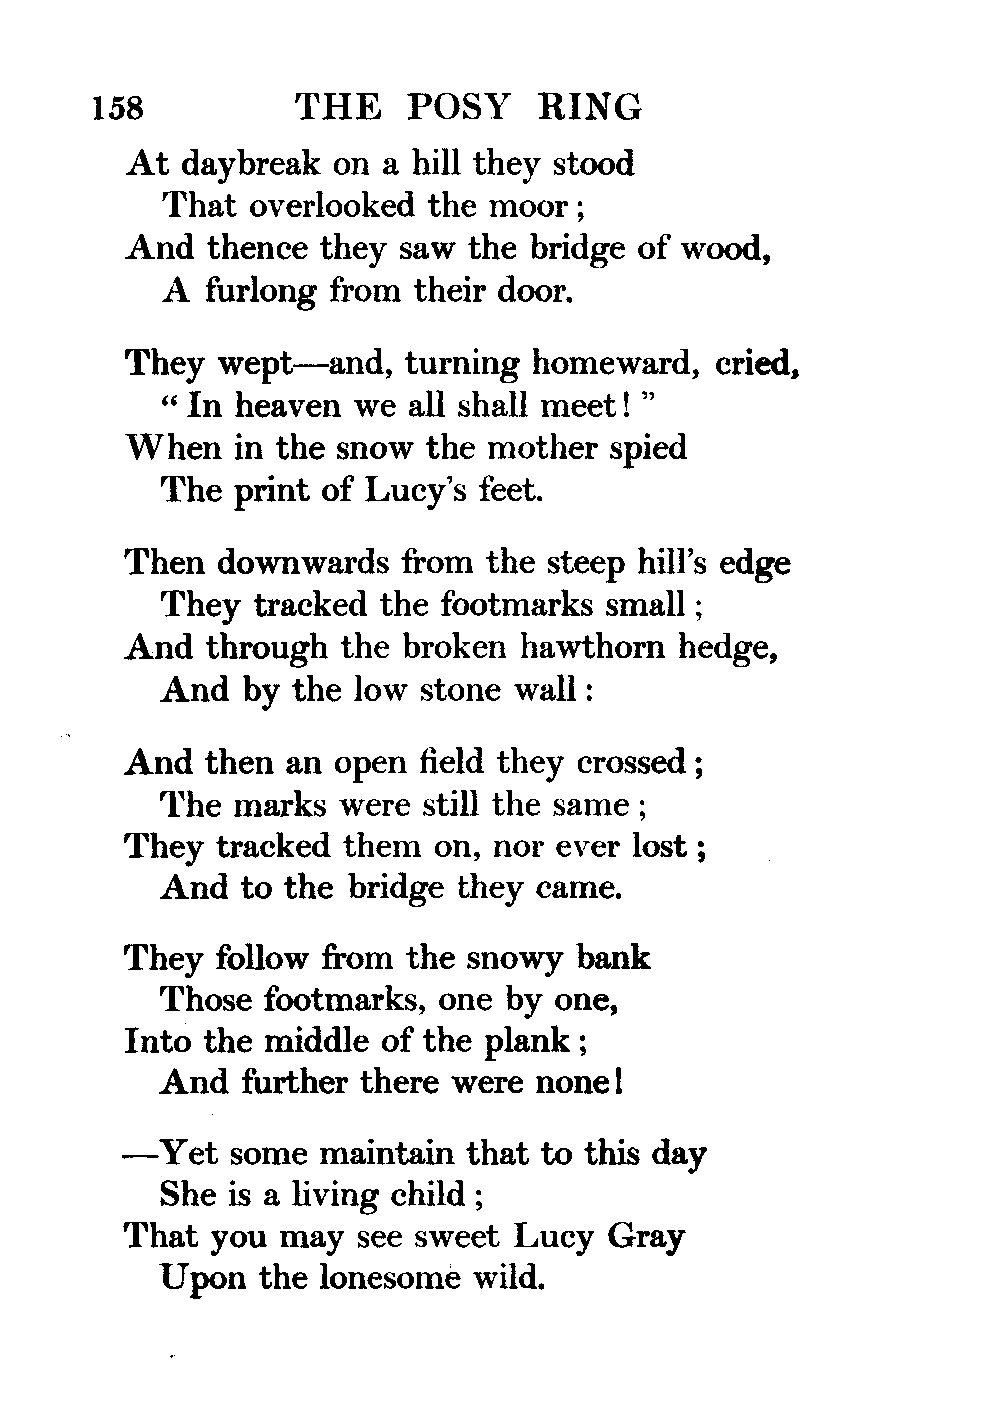 158 THE POSY RING
At daybreak on a hill they stood
That overlooked the moor;
And thence they saw the bridge of wood,
A furlong from their door.
They wept—and, turning homeward, cried,
“In heaven we all shall meet!”
When in the snow the mother spied
The print of Lucy's feet.
Then downwards from the steep hill's edge
They tracked the footmarks small;
And through the broken hawthorn hedge,
And by the low stone wall:
And then an open field they crossed;
The marks were still the same;
They tracked them on, nor ever lost;
And to the bridge they came.
They follow from the snowy bank
Those footmarks, one by one,
Into the middle of the plank;
And further there were none!
—Yet some maintain that to this day
She is a living child;
That you may see sweet Lucy Gray
Upon the lonesome wild.